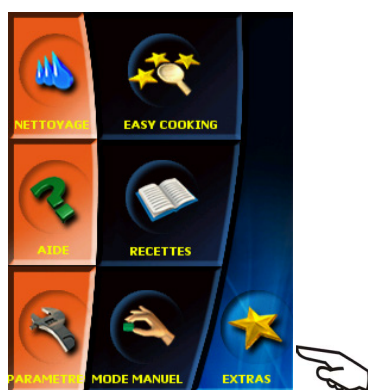 NETTOYAGE EASY COOKING
AIDE RECETTES
PARAMETRE MODE MANUEL EXTRAS